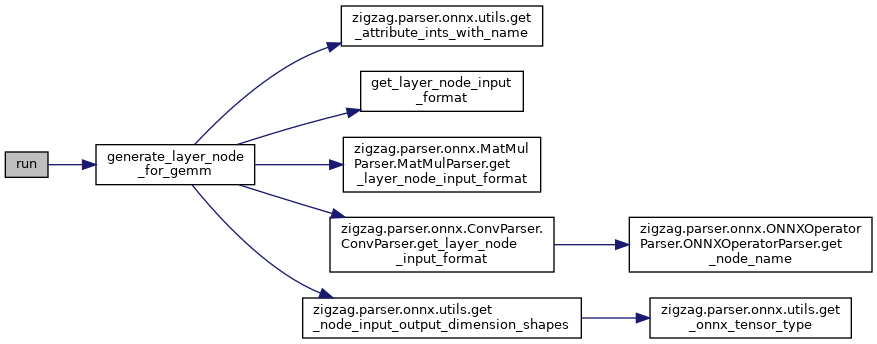 zigzag.parser.onnx.utils.get
_attribute_ints_with_name
get_layer_node_input
_format
run
generate_layer_node
_for_gemm
zigzag.parser.onnx.MatMul
Parser.MatMulParser.get
_layer_node_input_format
zigzag.parser.onnx.ConvParser.
ConvParser.get_layer_node
_input_format
zigzag.parser.onnx.ONNXOperator
Parser.ONNXOperatorParser.get
_node_name
zigzag.parser.onnx.utils.get
_node_input_output_dimension_shapes
zigzag.parser.onnx.utils.get
_onnx_tensor_type